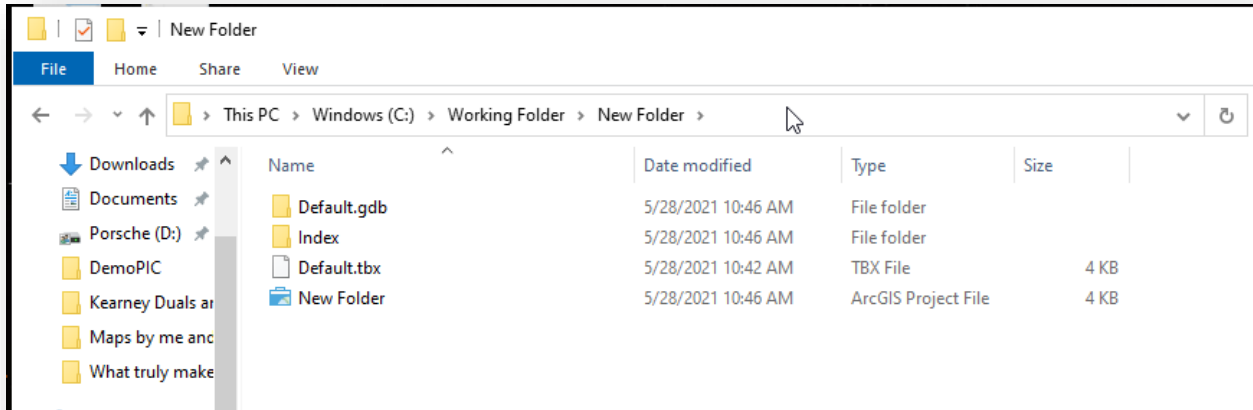 New Folder
File Home Share View
This PC > Windows (C:) > Working Folder > New Folder >
Downloads
Documents
Porsche (D:)
DemoPIC
Kearney Duals ar
Maps by me and
What truly make
Name Date modified Type Size
Default.gdb 5/28/2021 10:46 AM File folder
Index 5/28/2021 10:46 AM File folder
Default.tbx 5/28/2021 10:42 AM TBX File 4 KB
New Folder 5/28/2021 10:46 AM ArcGIS Project File 4 KB